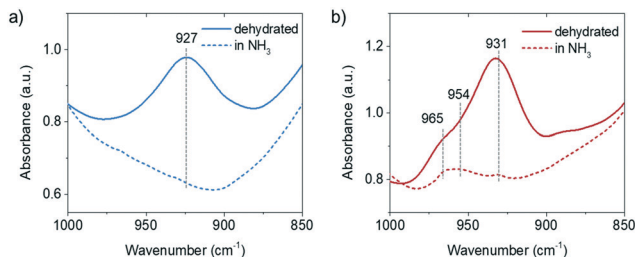 a)
927
dehydrated
in NH3
1.0
0.8
0.6
Absorbance (a.u.)
1000
950
900
850
Wavenumber (cm-1)
b)
965
954
931
dehydrated
in NH3
1.2
1.0
0.8
Absorbance (a.u.)
1000
950
900
850
Wavenumber (cm-1)